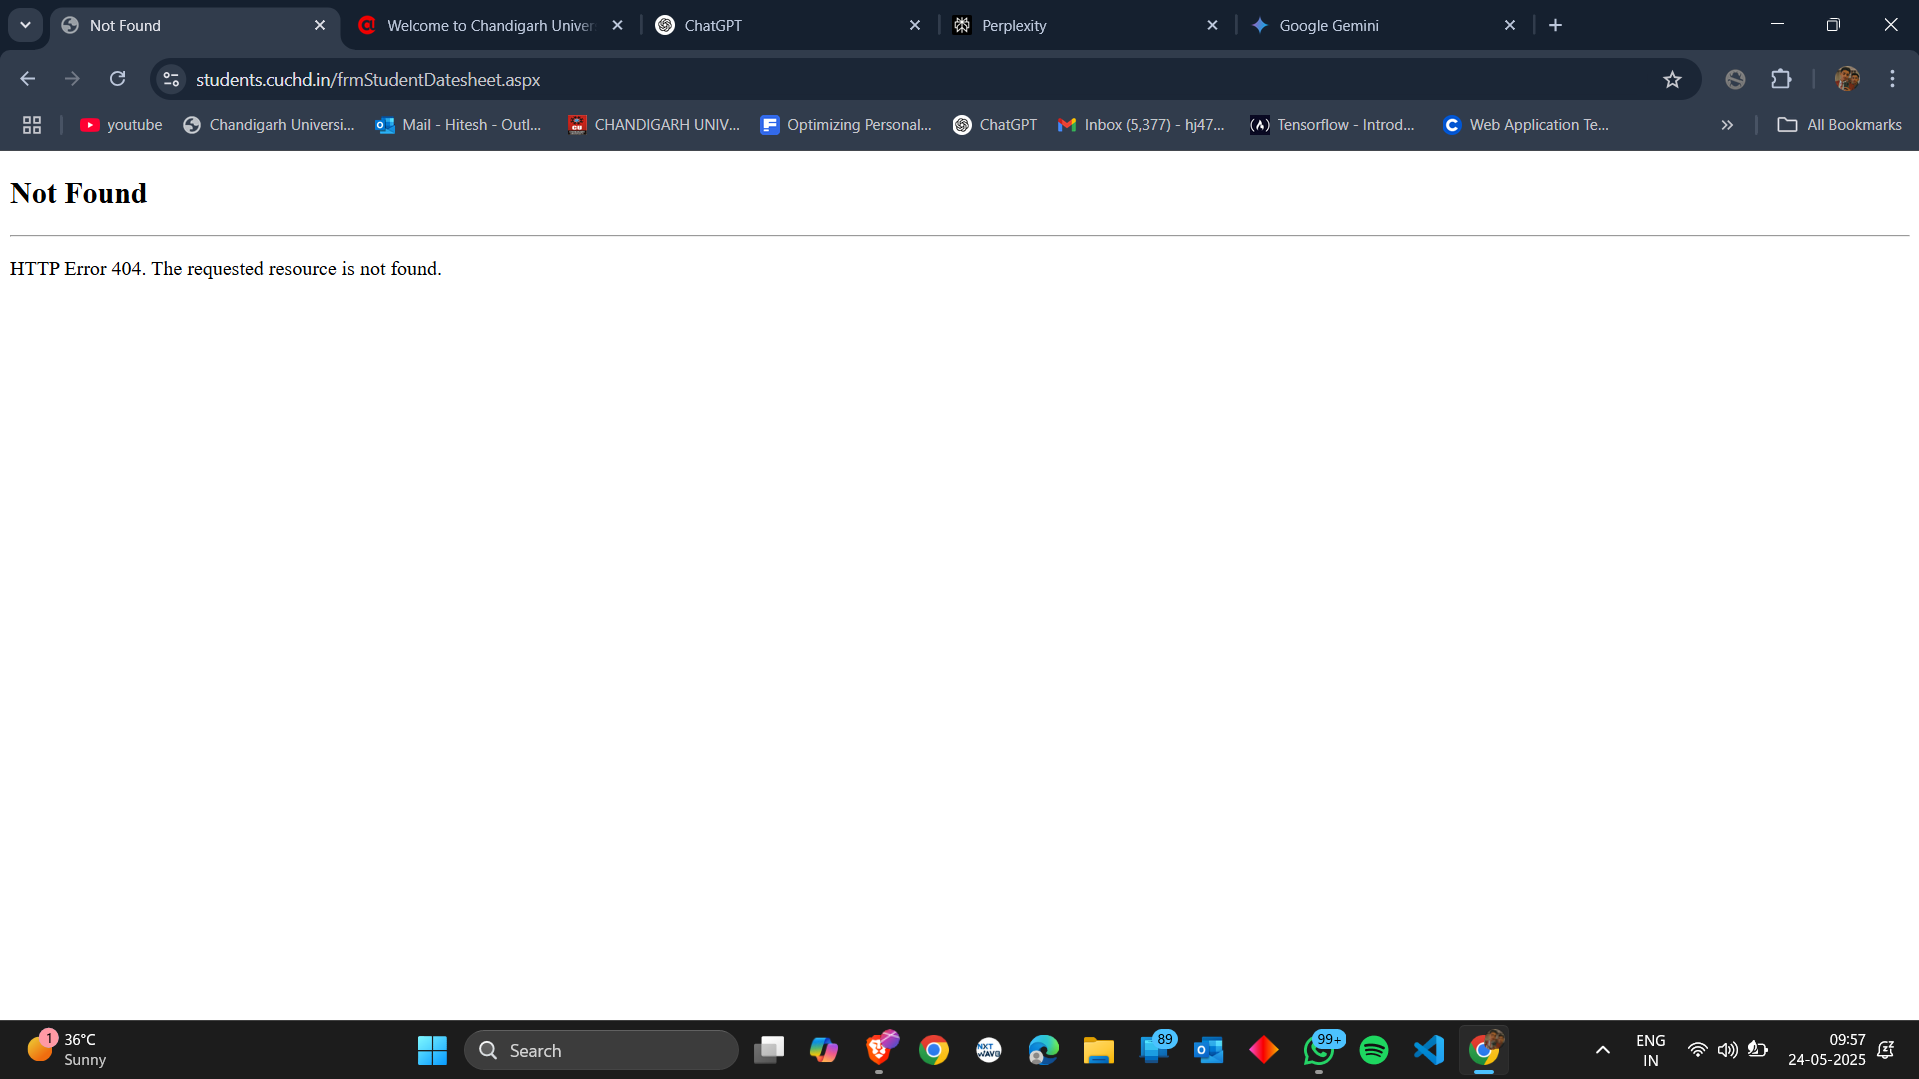 Not Found
Welcome to Chandigarh Univer
ChatGPT
Perplexity
Google Gemini
students.cuchd.in/frmStudentDatesheet.aspx
youtube
Chandigarh Universi...
Mail - Hitesh - Outl...
CHANDIGARH UNIV...
Optimizing Personal...
ChatGPT
Inbox (5,377) - hj47...
Tensorflow - Introd...
Web Application Te...
All Bookmarks
Not Found
HTTP Error 404. The requested resource is not found.
1
36°C
Sunny
Search
NXT
WAVE
89
99+
ENG
IN
09:57
24-05-2025